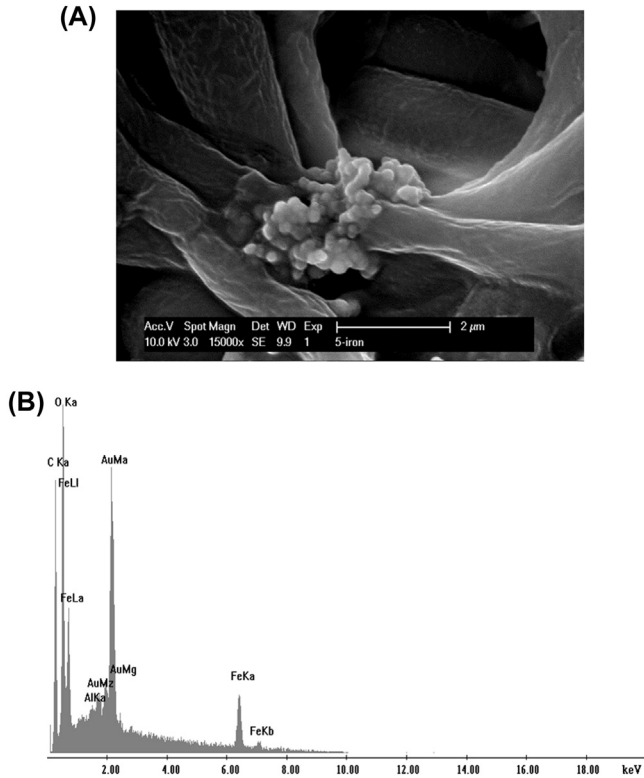 (A)
Acc.V Spot Magn Det WD Exp 2 μm
10.0 kV 3.0 15000x SE 9.9 1 5-iron
(B)
O Ka
C Ka
AuMa
FeLl
FeLa
AuMg
AuMz
AlKa
FeKa
FeKb
2.00 4.00 6.00 8.00 10.00 12.00 14.00 16.00 18.00 keV